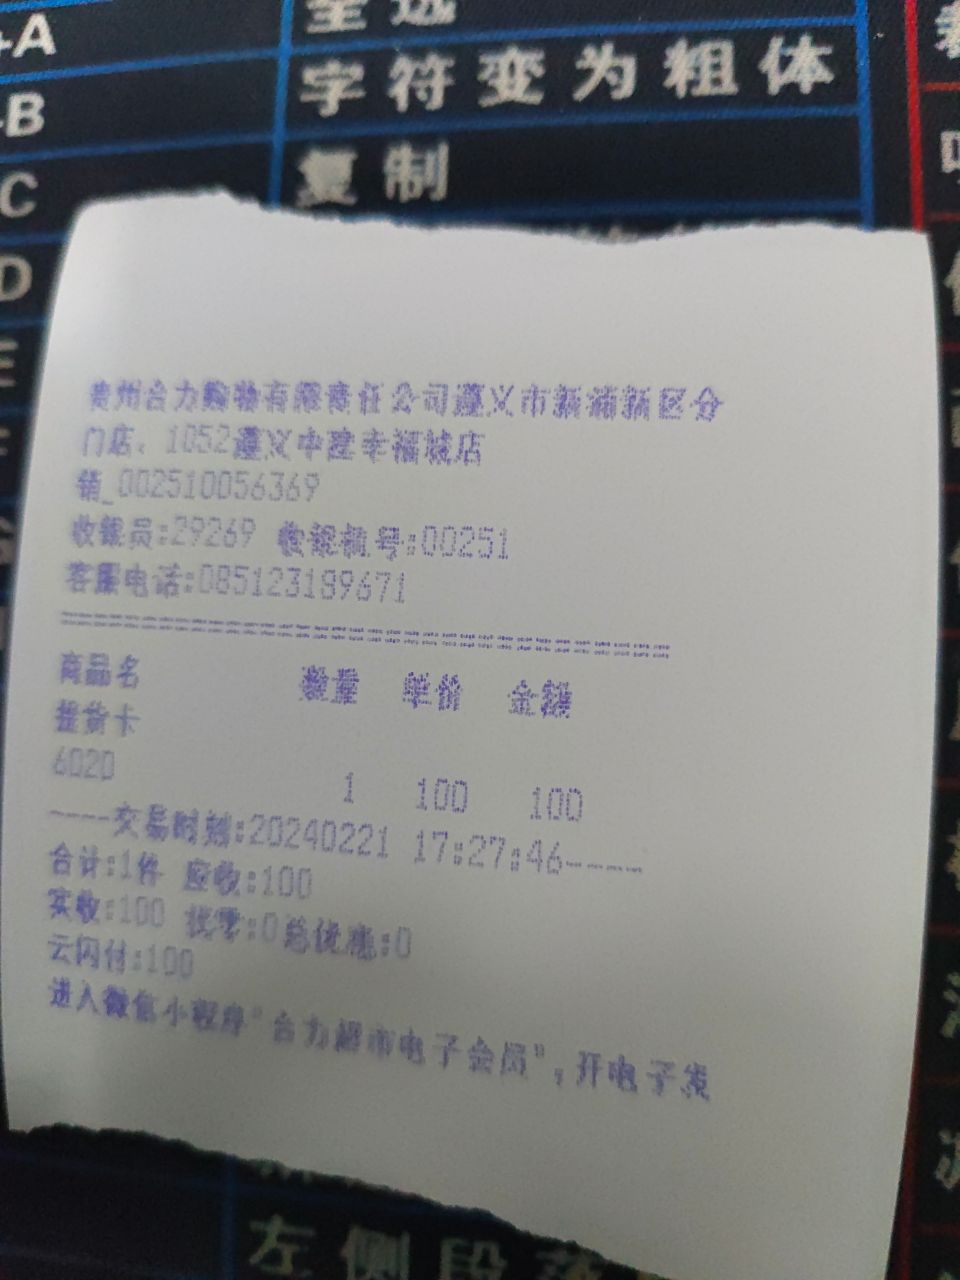 +A
全选
-B
字符变为粗体
C
复制
D
贵州合力购物有限责任公司遵义市新浦新区分
门店、1052遵义中建幸福城店
销_002510056369
收银员:29269 收银机号:00251
客服电话:085123189671
商品名 数量 单价 金额
提货卡
6020
1 100 100
----交易时刻:20240221 17:27:46-----
合计:1件 应收:100
实收:100 找零:0总优惠:0
云闪付:100
进入微信小程序"合力超市电子会员",开电子发
左侧段落